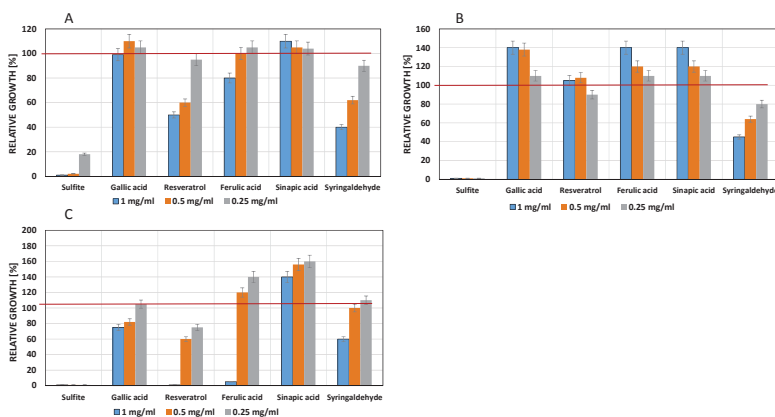 A
RELATIVE GROWTH [%]
120
100
80
60
40
20
0
Sulfite Gallic acid Resveratrol Ferulic acid Sinapic acid Syringaldehyde
1 mg/ml 0.5 mg/ml 0.25 mg/ml
B
RELATIVE GROWTH [%]
160
140
120
100
80
60
40
20
0
Sulfite Gallic acid Resveratrol Ferulic acid Sinapic acid Syringaldehyde
1 mg/ml 0.5 mg/ml 0.25 mg/ml
C
RELATIVE GROWTH [%]
200
180
160
140
120
100
80
60
40
20
0
Sulfite Gallic acid Resveratrol Ferulic acid Sinapic acid Syringaldehyde
1 mg/ml 0.5 mg/ml 0.25 mg/ml